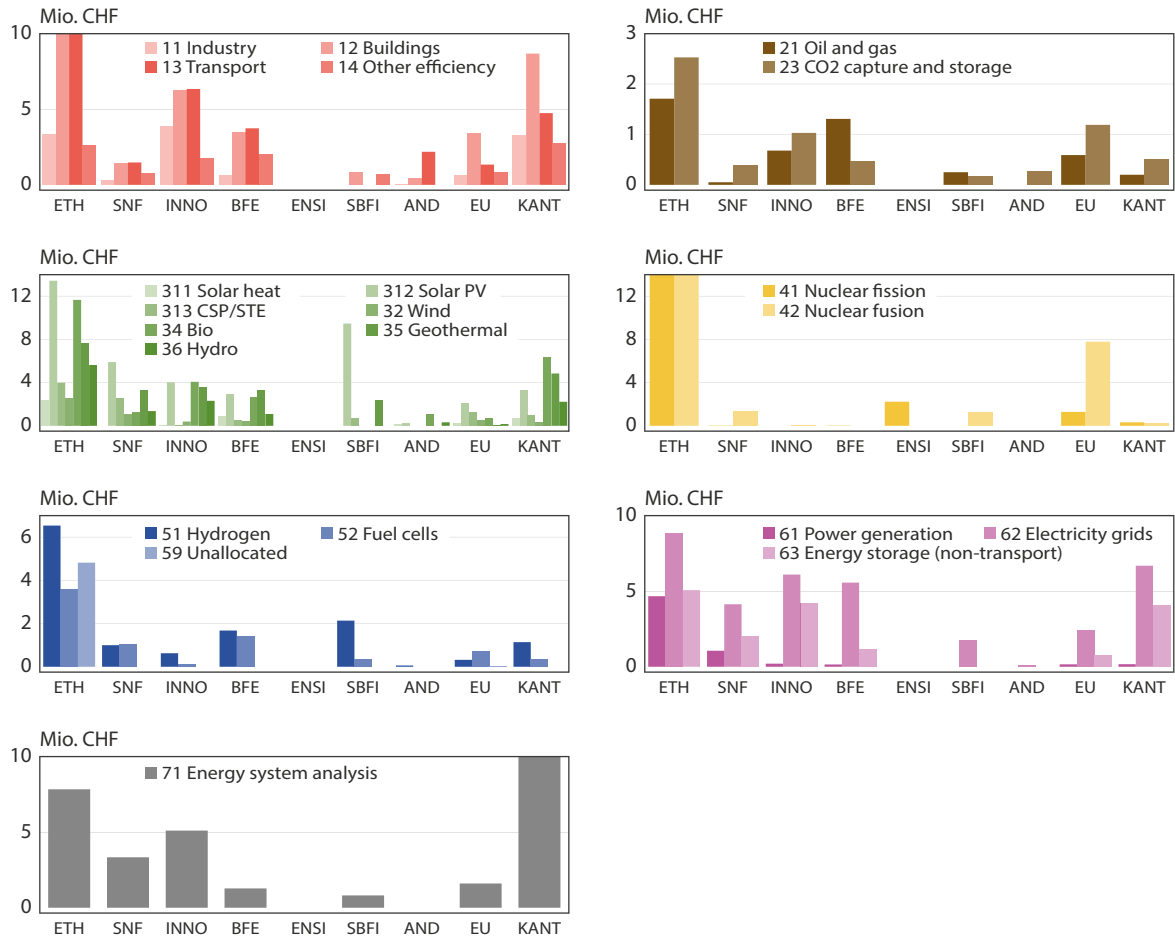 Mio. CHF
10
5
0
11 Industry
12 Buildings
13 Transport
14 Other efficiency
ETH SNF INNO BFE ENSI SBFI AND EU KANT
Mio. CHF
3
2
1
0
21 Oil and gas
23 CO2 capture and storage
ETH SNF INNO BFE ENSI SBFI AND EU KANT
Mio. CHF
12
8
4
0
311 Solar heat
312 Solar PV
313 CSP/STE
32 Wind
34 Bio
35 Geothermal
36 Hydro
ETH SNF INNO BFE ENSI SBFI AND EU KANT
Mio. CHF
12
8
4
0
41 Nuclear fission
42 Nuclear fusion
ETH SNF INNO BFE ENSI SBFI AND EU KANT
Mio. CHF
6
4
2
0
51 Hydrogen
52 Fuel cells
59 Unallocated
ETH SNF INNO BFE ENSI SBFI AND EU KANT
Mio. CHF
10
5
0
61 Power generation
62 Electricity grids
63 Energy storage (non-transport)
ETH SNF INNO BFE ENSI SBFI AND EU KANT
Mio. CHF
10
5
0
71 Energy system analysis
ETH SNF INNO BFE ENSI SBFI AND EU KANT